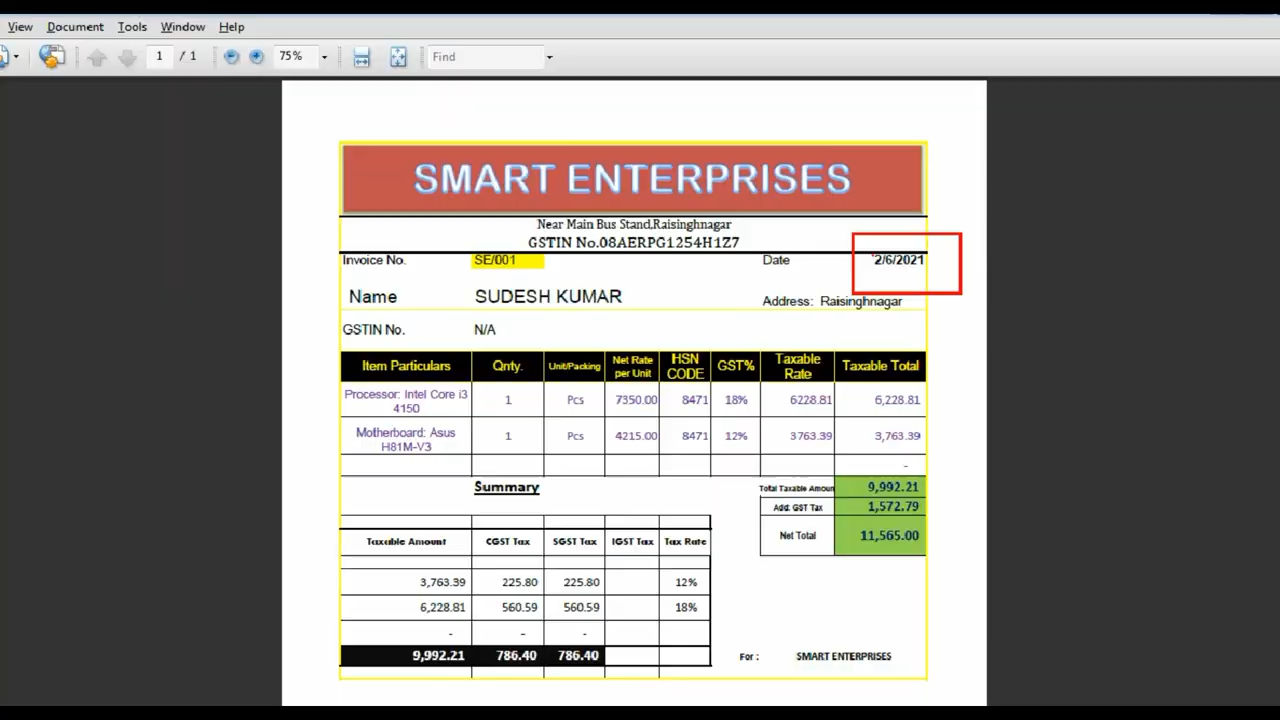 View Document Tools Window Help
1 / 1 75% Find
SMART ENTERPRISES
Near Main Bus Stand,Raisinghnagar
GSTIN No.08AERPG1254H1Z7
Invoice No. SE/001 Date 2/6/2021
Name SUDESH KUMAR Address: Raisinghnagar
GSTIN No. N/A
Item Particulars Qnty. Unit/Packing Net Rate per Unit HSN CODE GST% Taxable Rate Taxable Total
Processor: Intel Core i3 4150 1 Pcs 7350.00 8471 18% 6228.81 6,228.81
Motherboard: Asus H81M-V3 1 Pcs 4215.00 8471 12% 3763.39 3,763.39
-
Summary Total Taxable Amoun 9,992.21
Add: GST Tax 1,572.79
Net Total 11,565.00
Taxable Amount CGST Tax SGST Tax IGST Tax Tax Rate
3,763.39 225.80 225.80 12%
6,228.81 560.59 560.59 18%
- - -
9,992.21 786.40 786.40
For : SMART ENTERPRISES